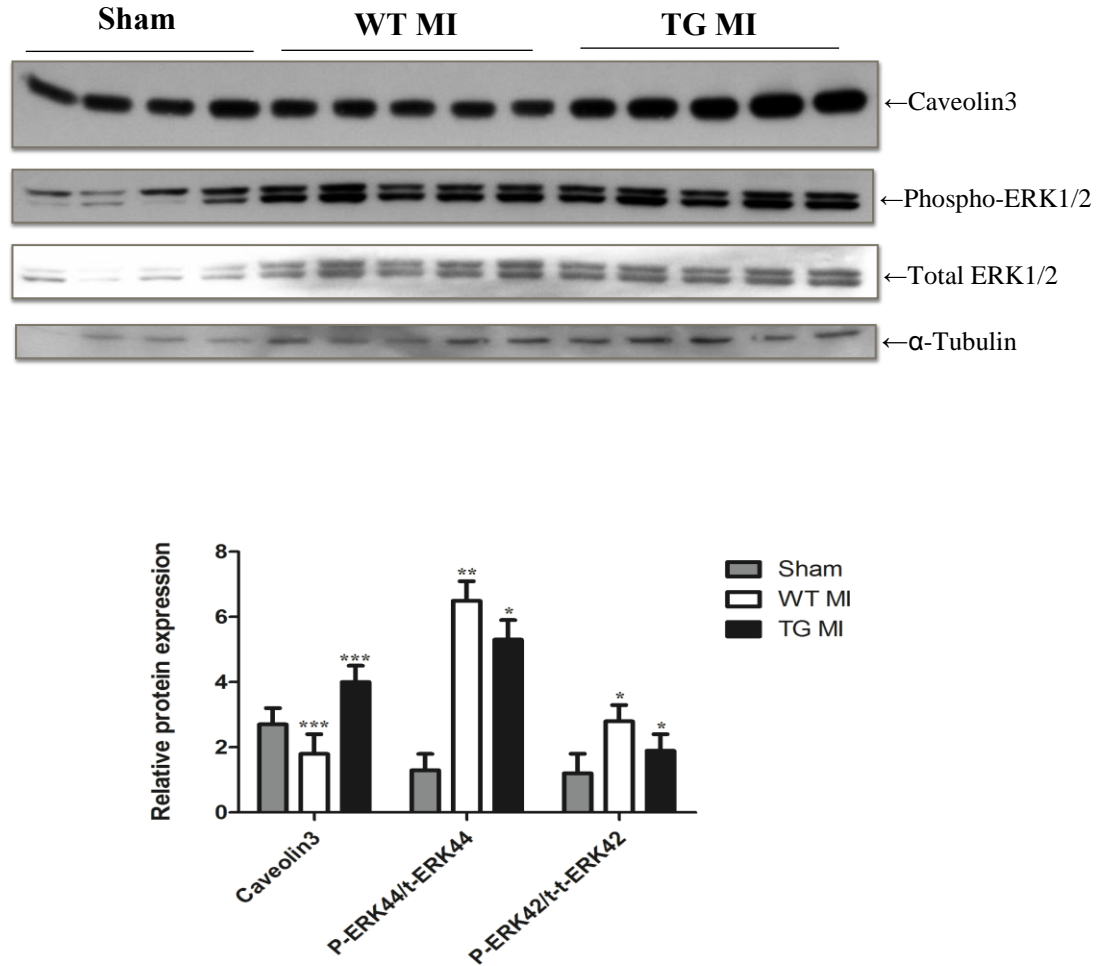 Sham WT MI TG MI
←Caveolin3
←Phospho-ERK1/2
←Total ERK1/2
←α-Tubulin
Relative protein expression
8
6
4
2
0
** 
*
***
***
*
*
Sham
WT MI
TG MI
Caveolin3
P-ERK44/t-ERK44
P-ERK42/t-t-ERK42